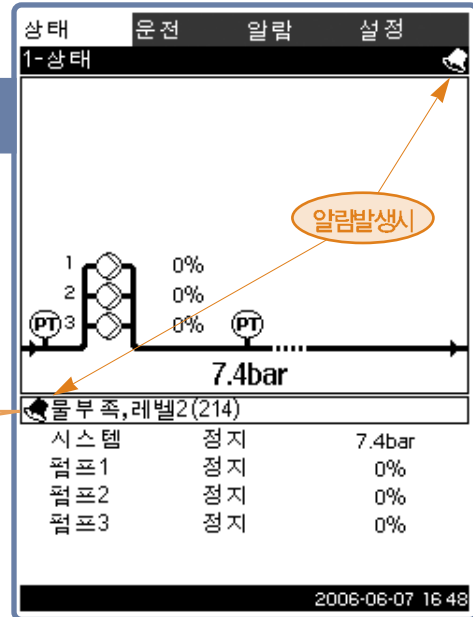 상태 운전 알람 설정
1-상태
알람발생시
1 0%
2 0%
PT 3 0% PT
7.4bar
물부족,레벨2(214)
시스템 정지 7.4bar
펌프1 정지 0%
펌프2 정지 0%
펌프3 정지 0%
2006-06-07 16 48